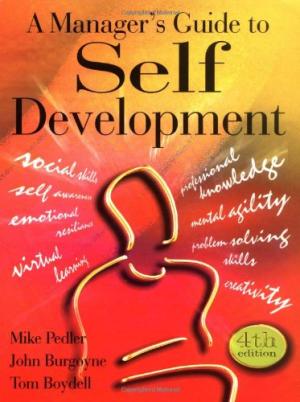 A Manager's Guide to
Self
Development
social skills
self awareness
emotional
resilience
virtual
learning
professional
knowledge
mental agility
problem solving
skills
creativity
Mike Pedler
John Burgoyne
Tom Boydell
4th
edition